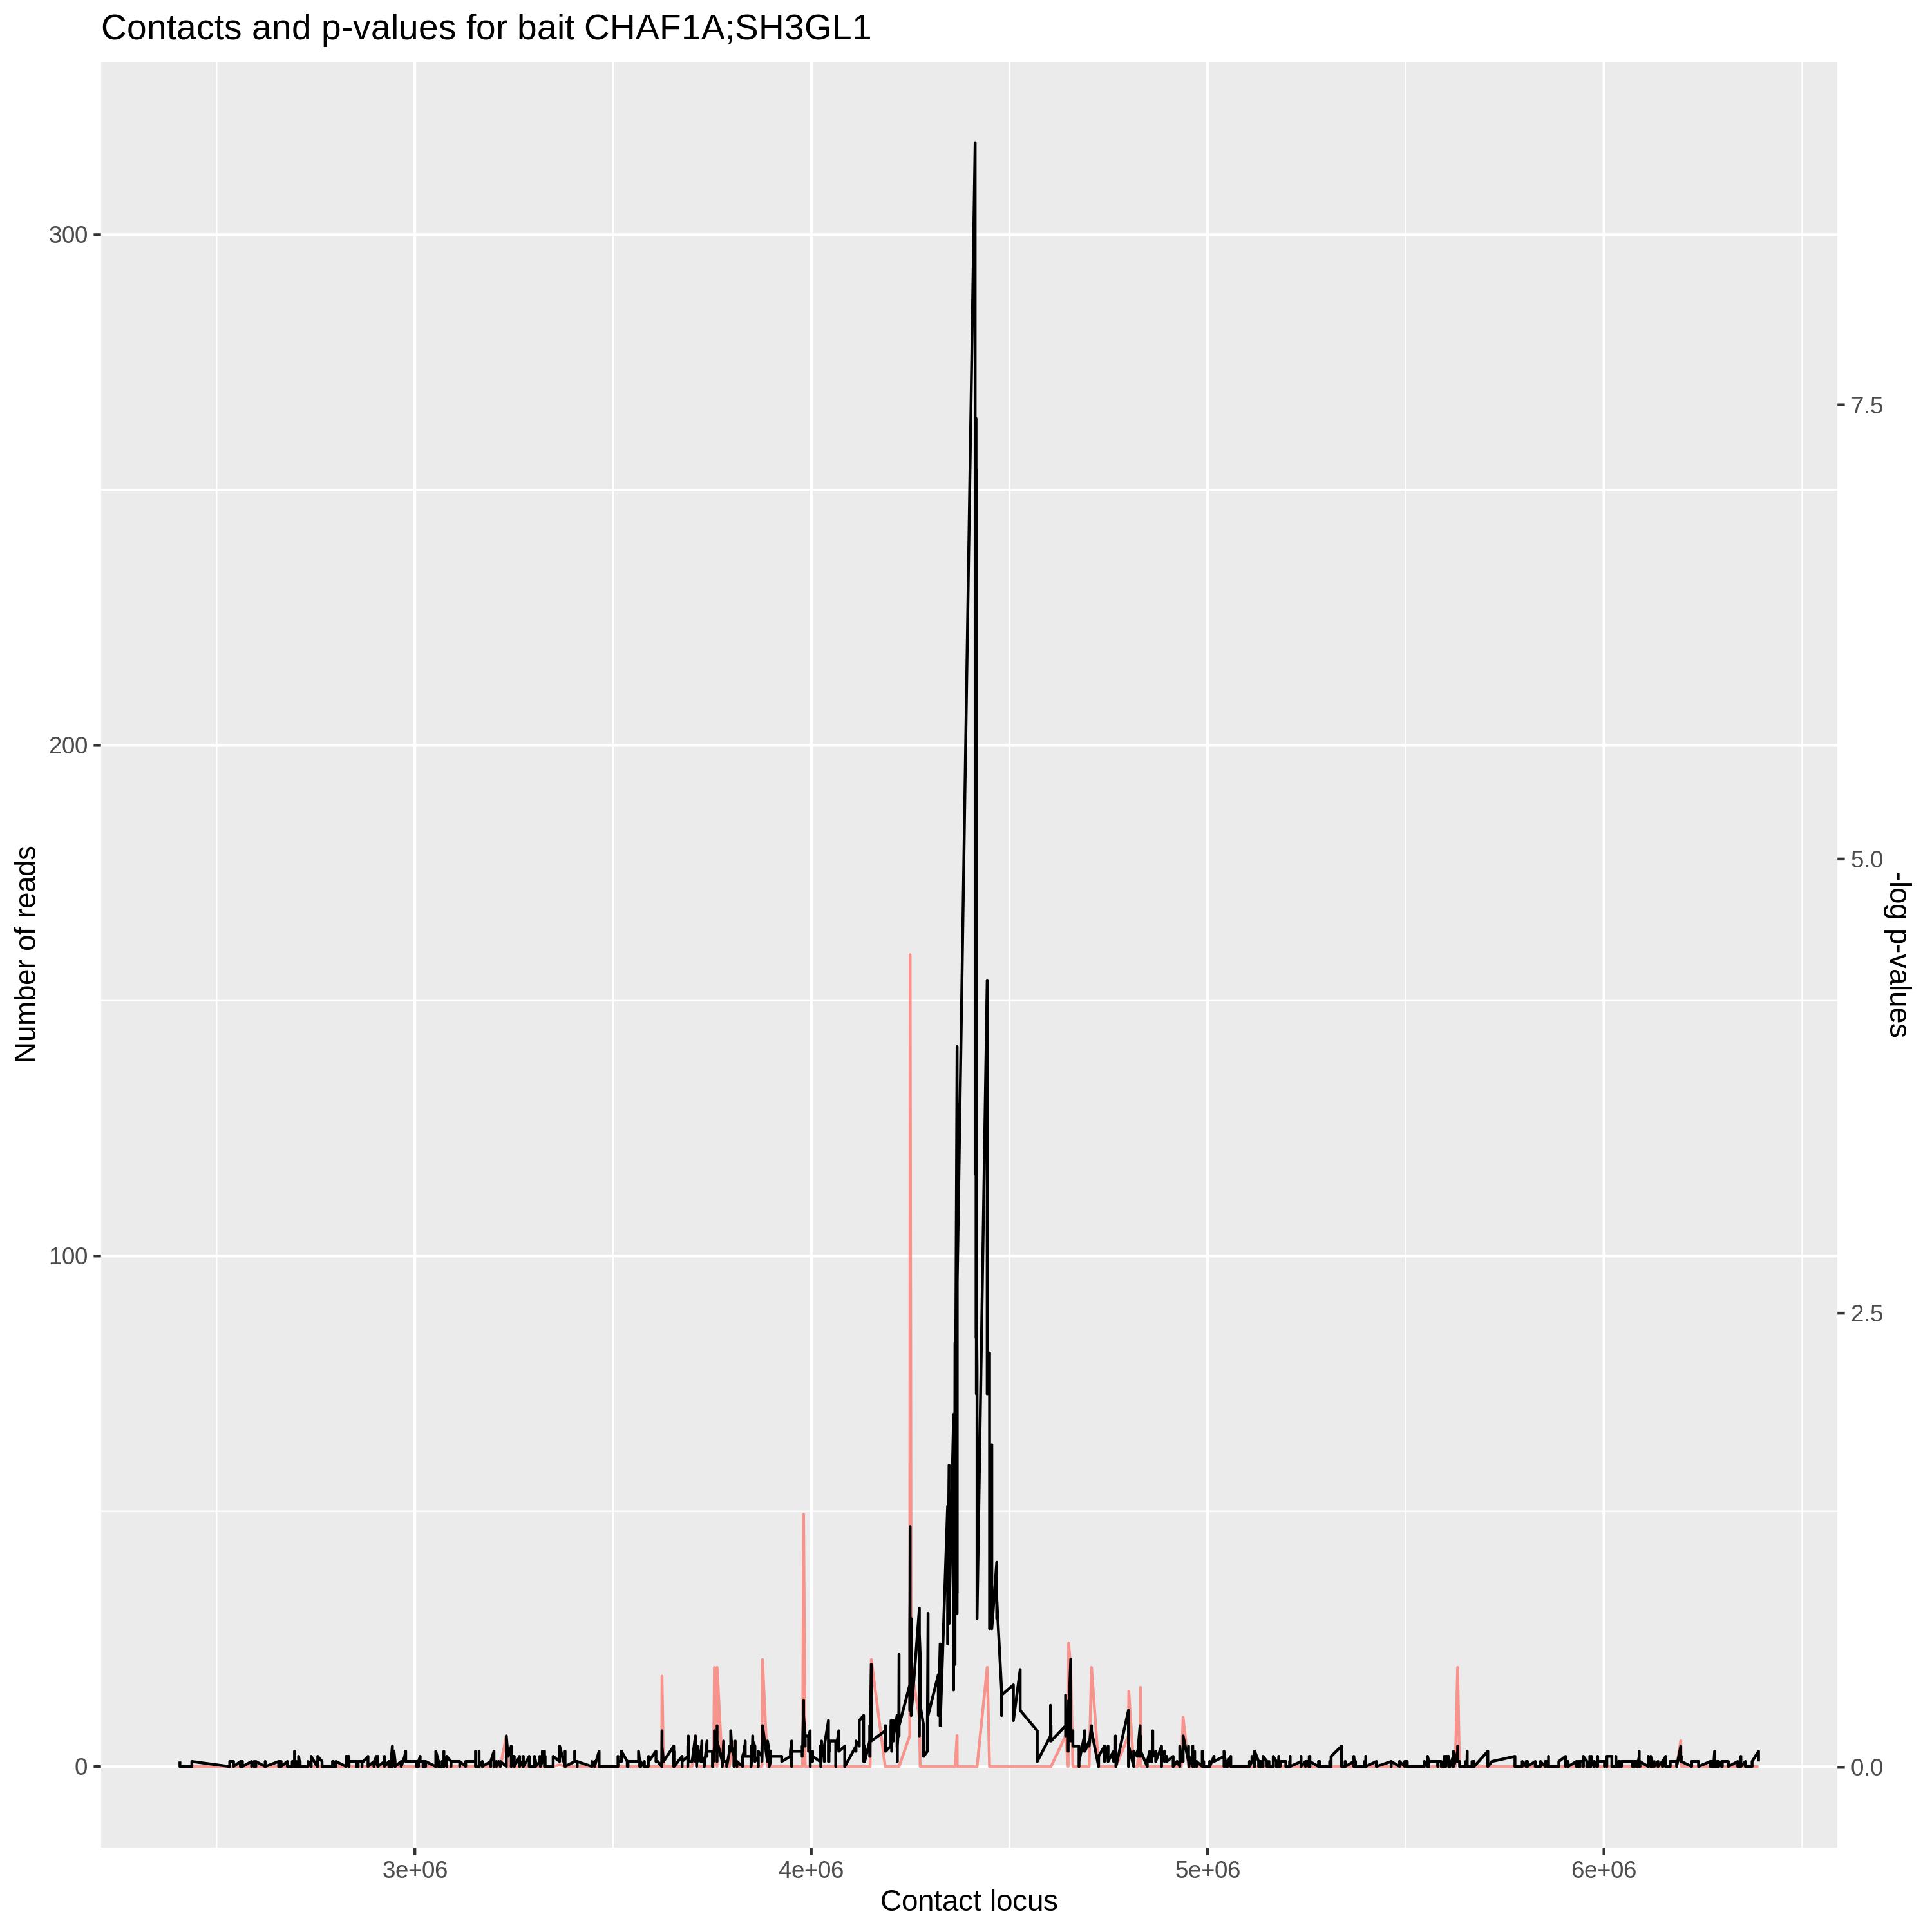 Contacts and p-values for bait CHAF1A;SH3GL1
Number of reads
300
200
100
0
7.5
5.0
2.5
0.0
-log p-values
3e+06
4e+06
5e+06
6e+06
Contact locus